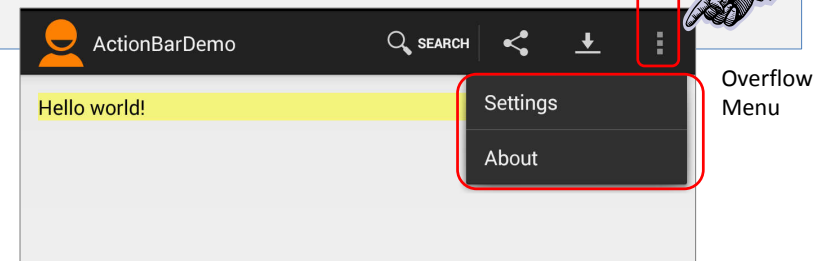 ActionBarDemo
SEARCH
Hello world!
Settings
About
Overflow
Menu